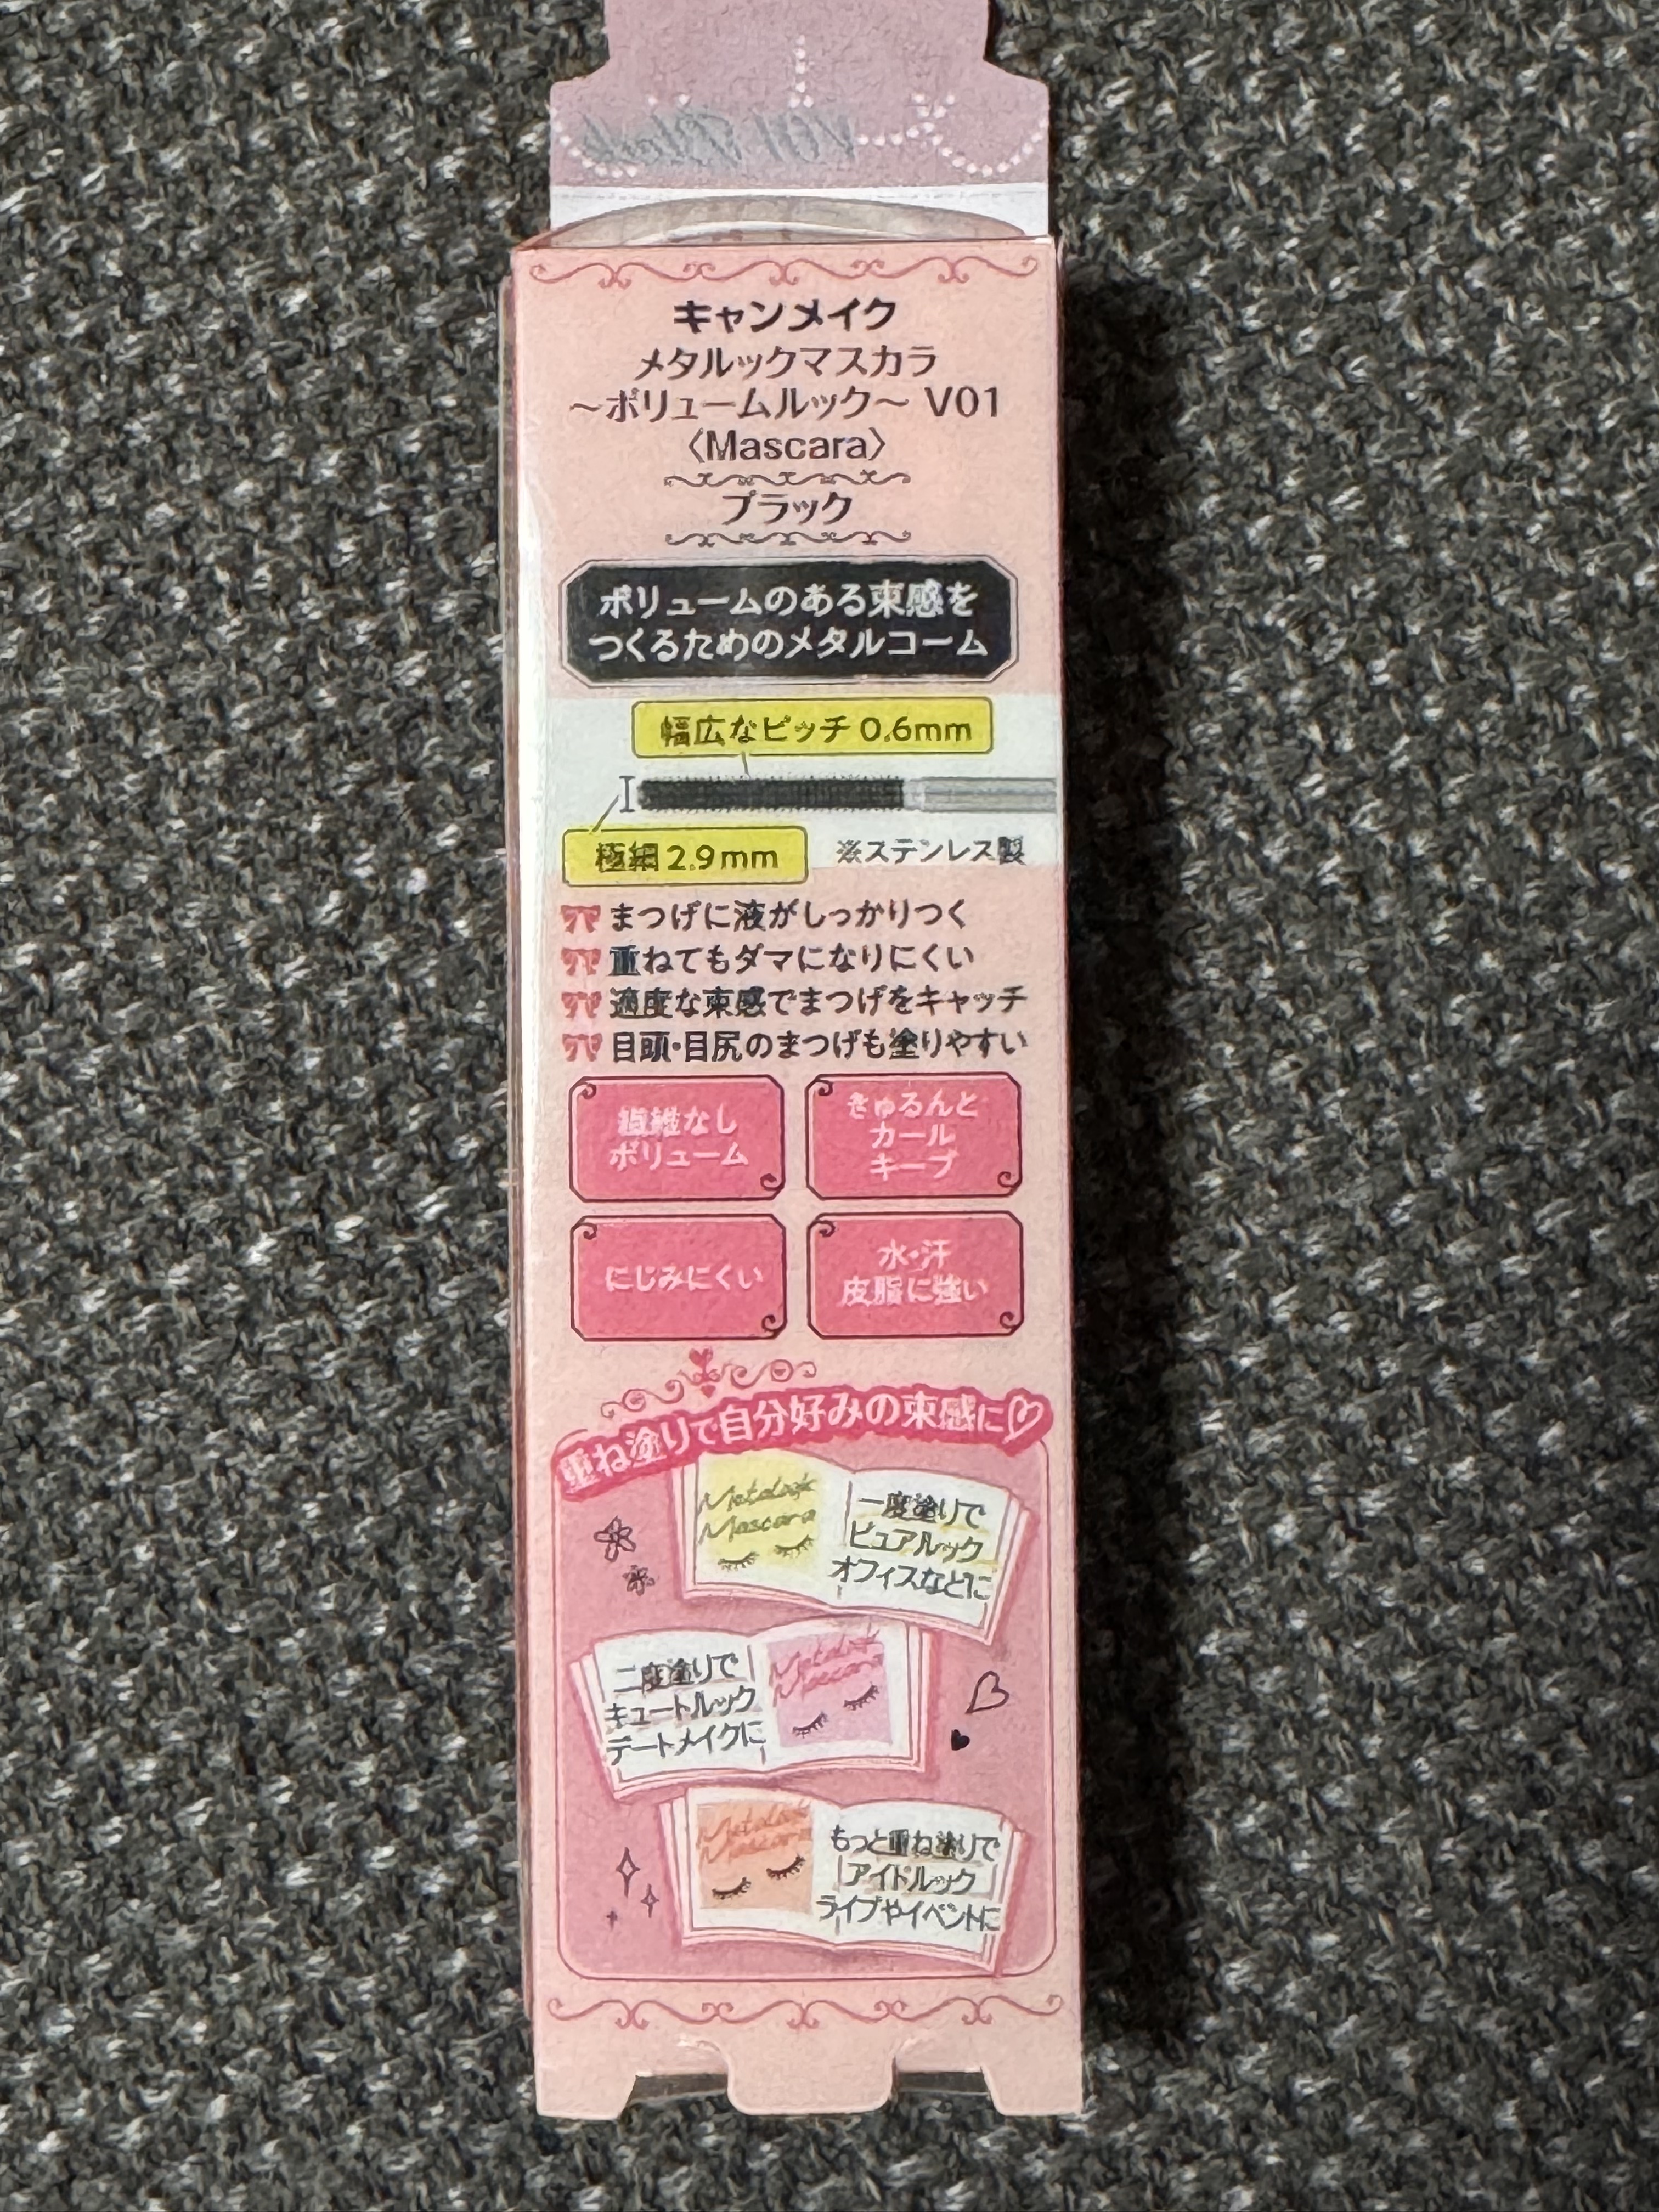 V01 Black
キャンメイク
メタルックマスカラ
～ボリュームルック～ V01
〈Mascara〉
ブラック
ボリュームのある束感を
つくるためのメタルコーム
幅広なピッチ 0.6mm
極細 2.9mm
※ステンレス製
まつげに液がしっかりつく
重ねてもダマになりにくい
適度な束感でまつげをキャッチ
目頭・目尻のまつげも塗りやすい
繊維なし
ボリューム
きゅるんと
カール
キープ
にじみにくい
水・汗
皮脂に強い
重ね塗りで自分好みの束感に♡
Metalook
Mascara
一度塗りで
ピュアルック
オフィスなどに
二度塗りで
キュートルック
デートメイクに
Metalook
Mascara
Metalook
Mascara
もっと重ね塗りで
アイドルック
ライブやイベントに